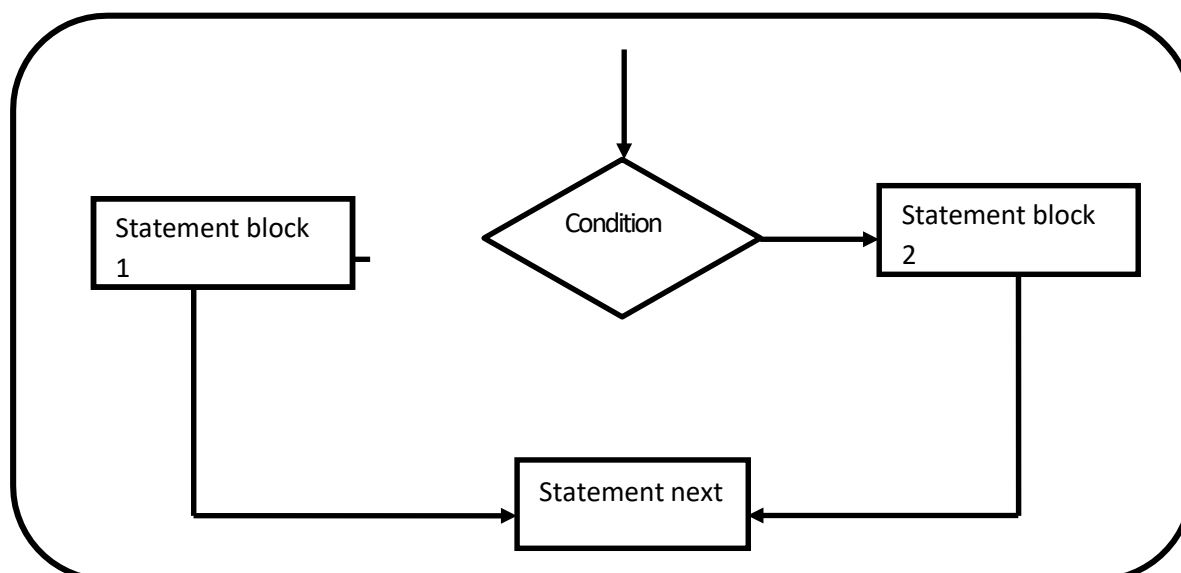 Condition
Statement block
1
Statement block
2
Statement next